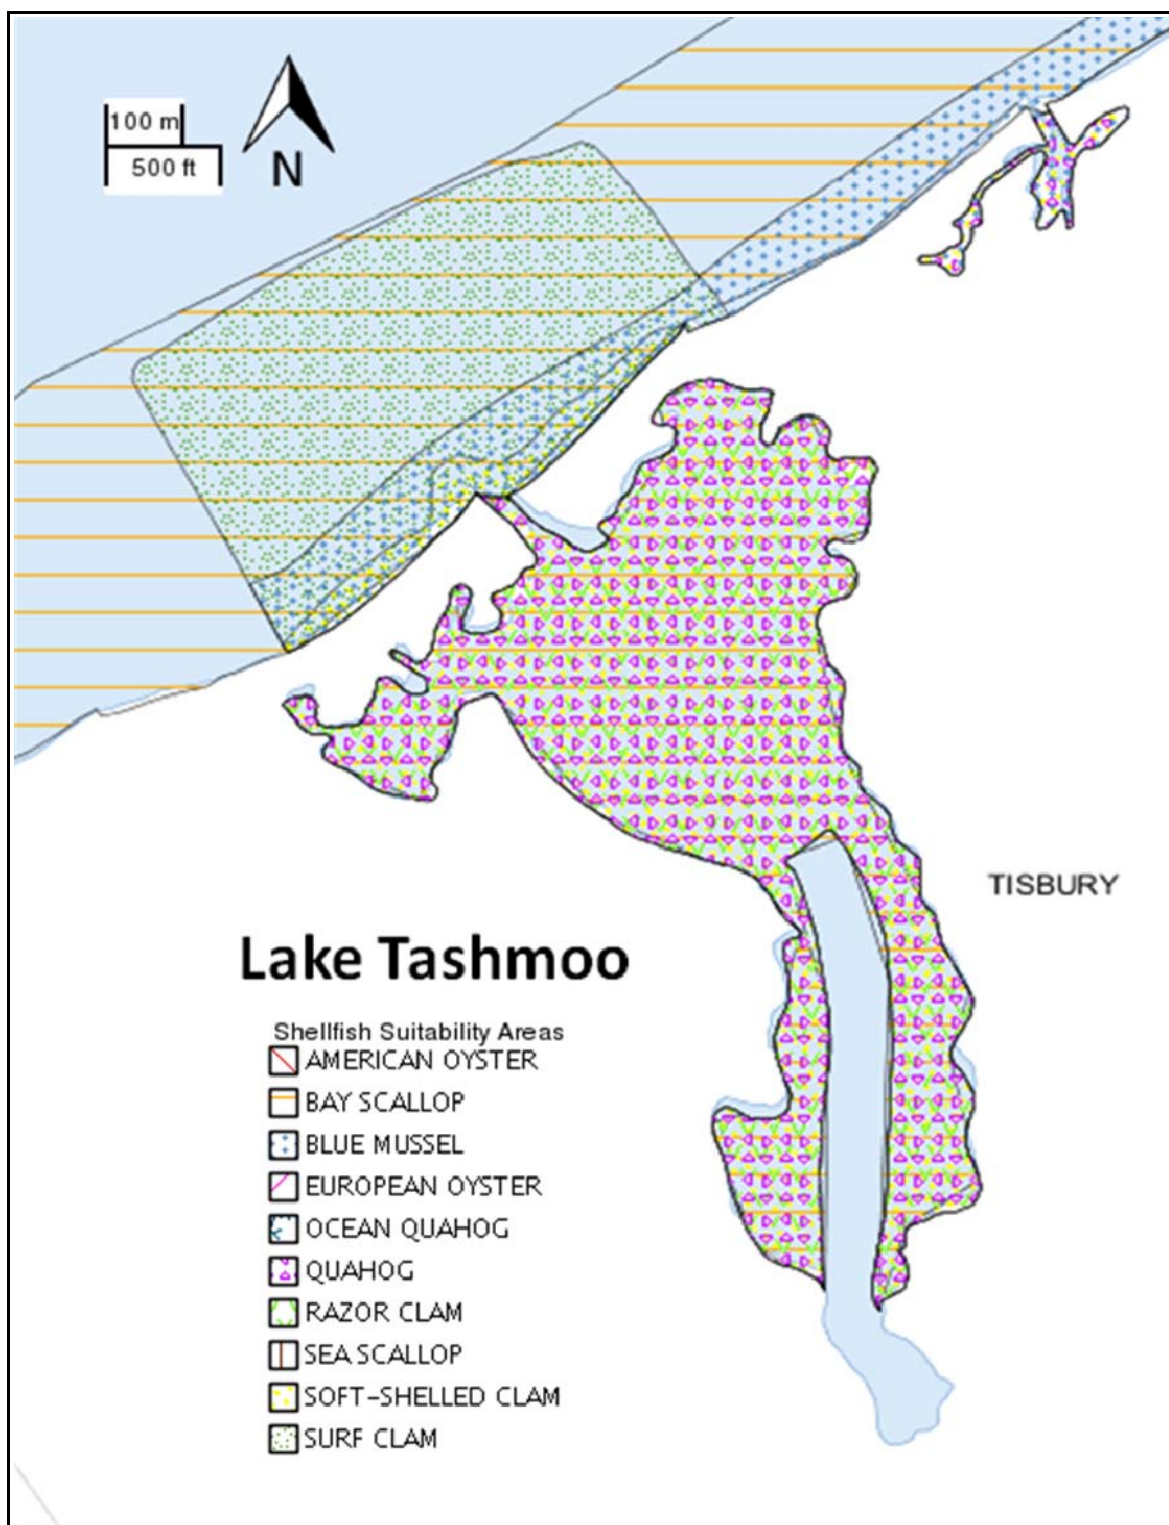 100 m
500 ft
N
TISBURY
Lake Tashmoo
Shellfish Suitability Areas
AMERICAN OYSTER
BAY SCALLOP
BLUE MUSSEL
EUROPEAN OYSTER
OCEAN QUAHOG
QUAHOG
RAZOR CLAM
SEA SCALLOP
SOFT-SHELLED CLAM
SURF CLAM